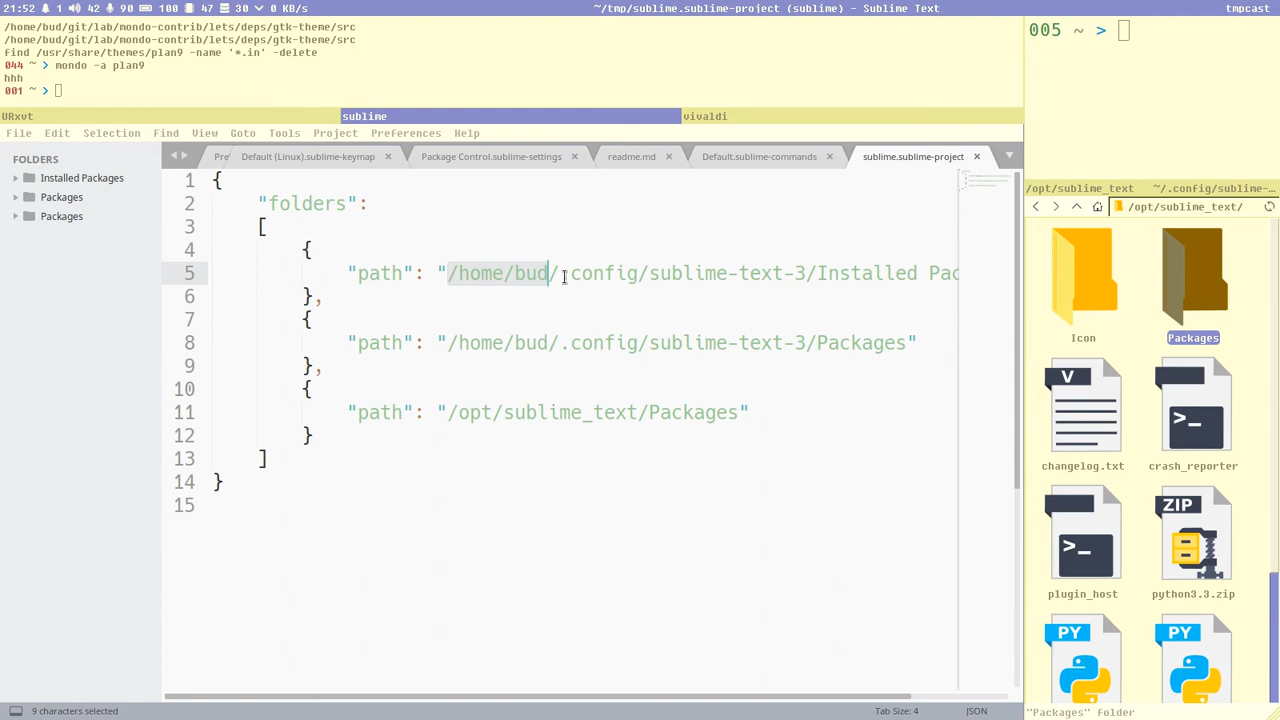 21:52 1 42 90 100 47 30 0 KB/s
~/tmp/sublime.sublime-project (sublime) - Sublime Text
tmpcast
/home/bud/git/lab/mondo-contrib/lets/deps/gtk-theme/src
/home/bud/git/lab/mondo-contrib/lets/deps/gtk-theme/src
find /usr/share/themes/plan9 -name '*.in' -delete
044 ~ > mondo -a plan9
hhh
001 ~ >
005 ~ >
URxvt sublime vivaldi
File Edit Selection Find View Goto Tools Project Preferences Help
FOLDERS
Installed Packages
Packages
Packages
Pre Default (Linux).sublime-keymap Package Control.sublime-settings readme.md Default.sublime-commands sublime.sublime-project
1 {
2 "folders":
3 [
4 {
5 "path": "/home/bud/.config/sublime-text-3/Installed Pac
6 },
7 {
8 "path": "/home/bud/.config/sublime-text-3/Packages"
9 },
10 {
11 "path": "/opt/sublime_text/Packages"
12 }
13 ]
14 }
15
9 characters selected Tab Size: 4 JSON
/opt/sublime_text ~/.config/sublime-…
/opt/sublime_text/
Icon Packages
V >_
changelog.txt crash_reporter
>_ ZIP
plugin_host python3.3.zip
PY PY
"Packages" folder